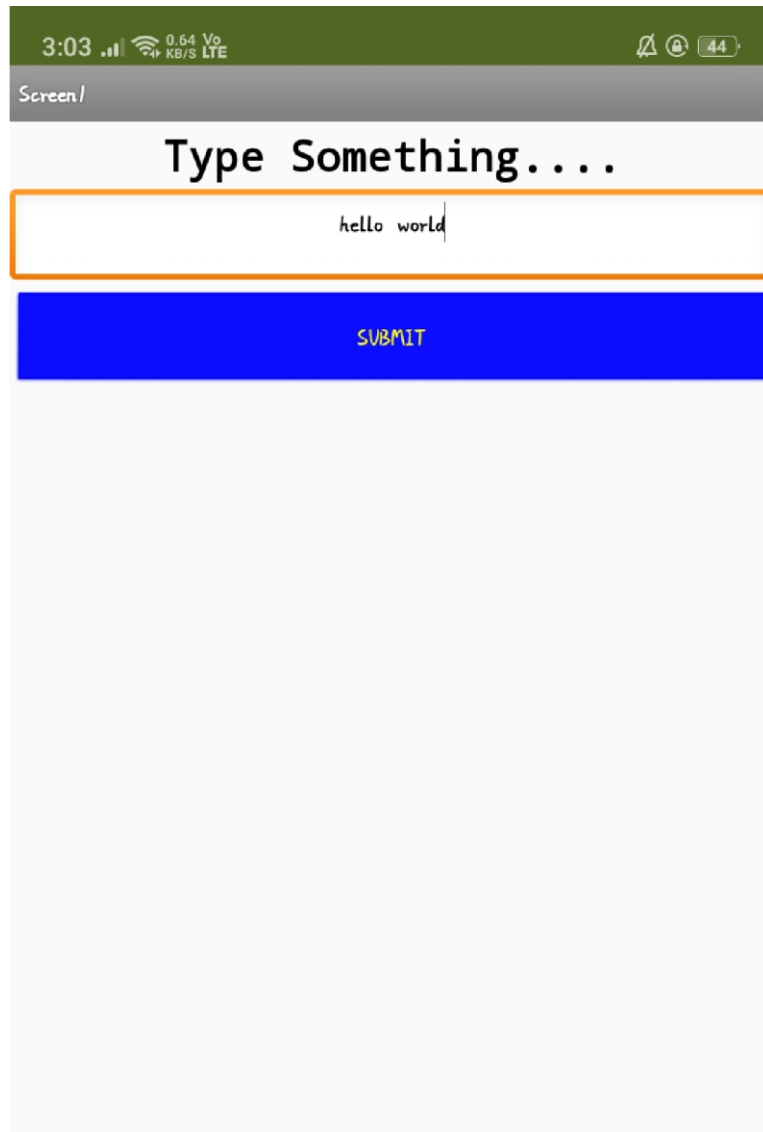 3:03 0.64 KB/S Vo LTE 44
Screen1
Type Something....
hello world
SUBMIT